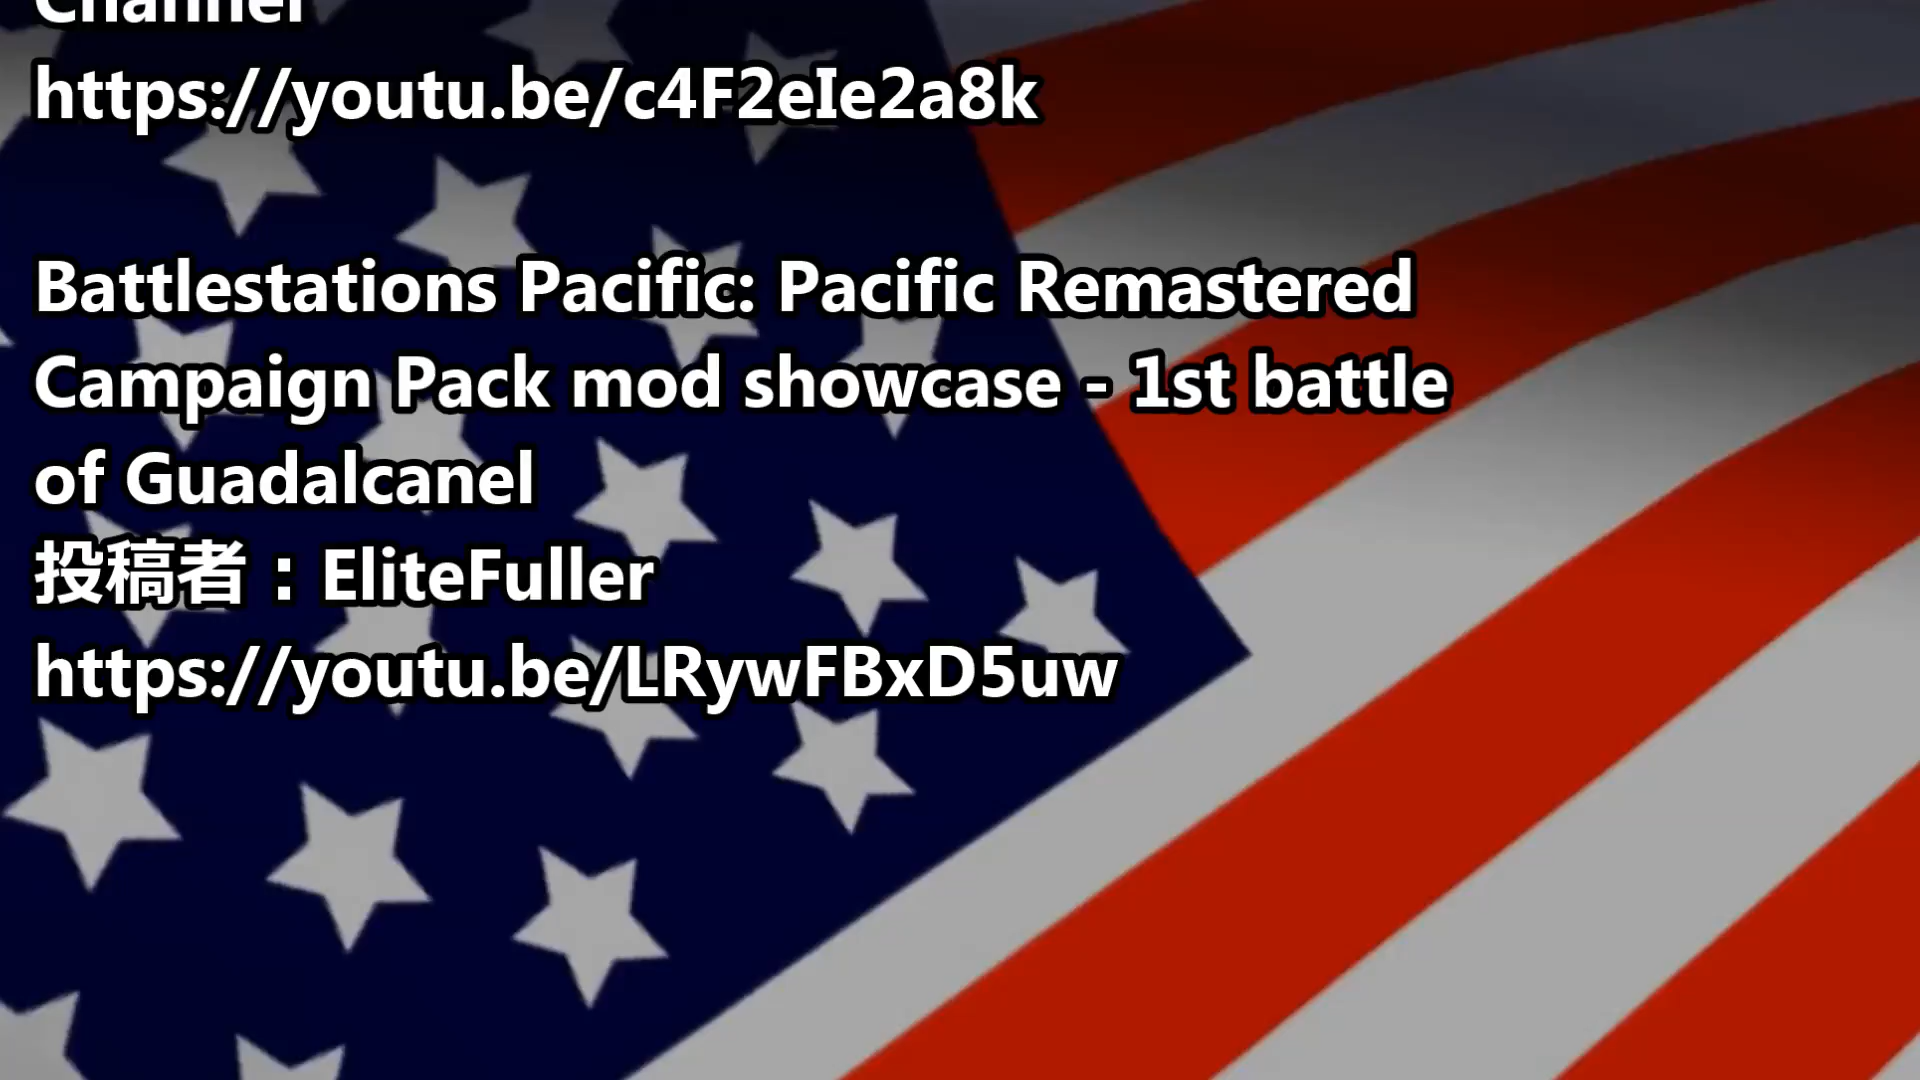 Channel
https://youtu.be/c4F2eIe2a8k
Battlestations Pacific: Pacific Remastered
Campaign Pack mod showcase - 1st battle
of Guadalcanel
投稿者：EliteFuller
https://youtu.be/LRywFBxD5uw